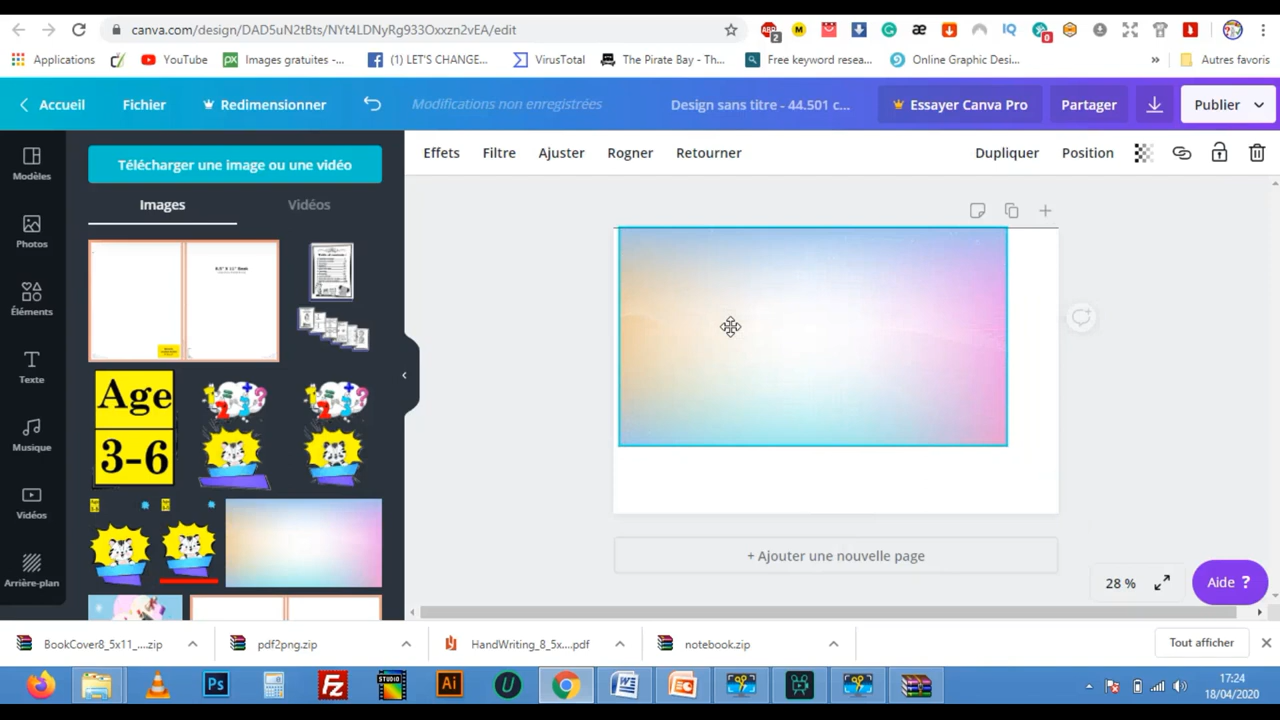 canva.com/design/DAD5uN2tBts/NYt4LDNyRg933Oxxzn2vEA/edit
Applications
YouTube
Images gratuites -...
(1) LET'S CHANGE...
VirusTotal
The Pirate Bay - Th...
Free keyword resea...
Online Graphic Desi...
»
Autres favoris
Accueil
Fichier
Redimensionner
Modifications non enregistrées
Design sans titre - 44.501 c...
Essayer Canva Pro
Partager
Publier
Modèles
Photos
Éléments
Texte
Musique
Vidéos
Arrière-plan
Télécharger une image ou une vidéo
Images
Vidéos
Age
3-6
Effets
Filtre
Ajuster
Rogner
Retourner
Dupliquer
Position
+ Ajouter une nouvelle page
28 %
Aide ?
BookCover8_5x11_....zip
pdf2png.zip
HandWriting_8_5x....pdf
notebook.zip
Tout afficher
Ps
Fz
STUDIO
Ai
U
17:24
18/04/2020